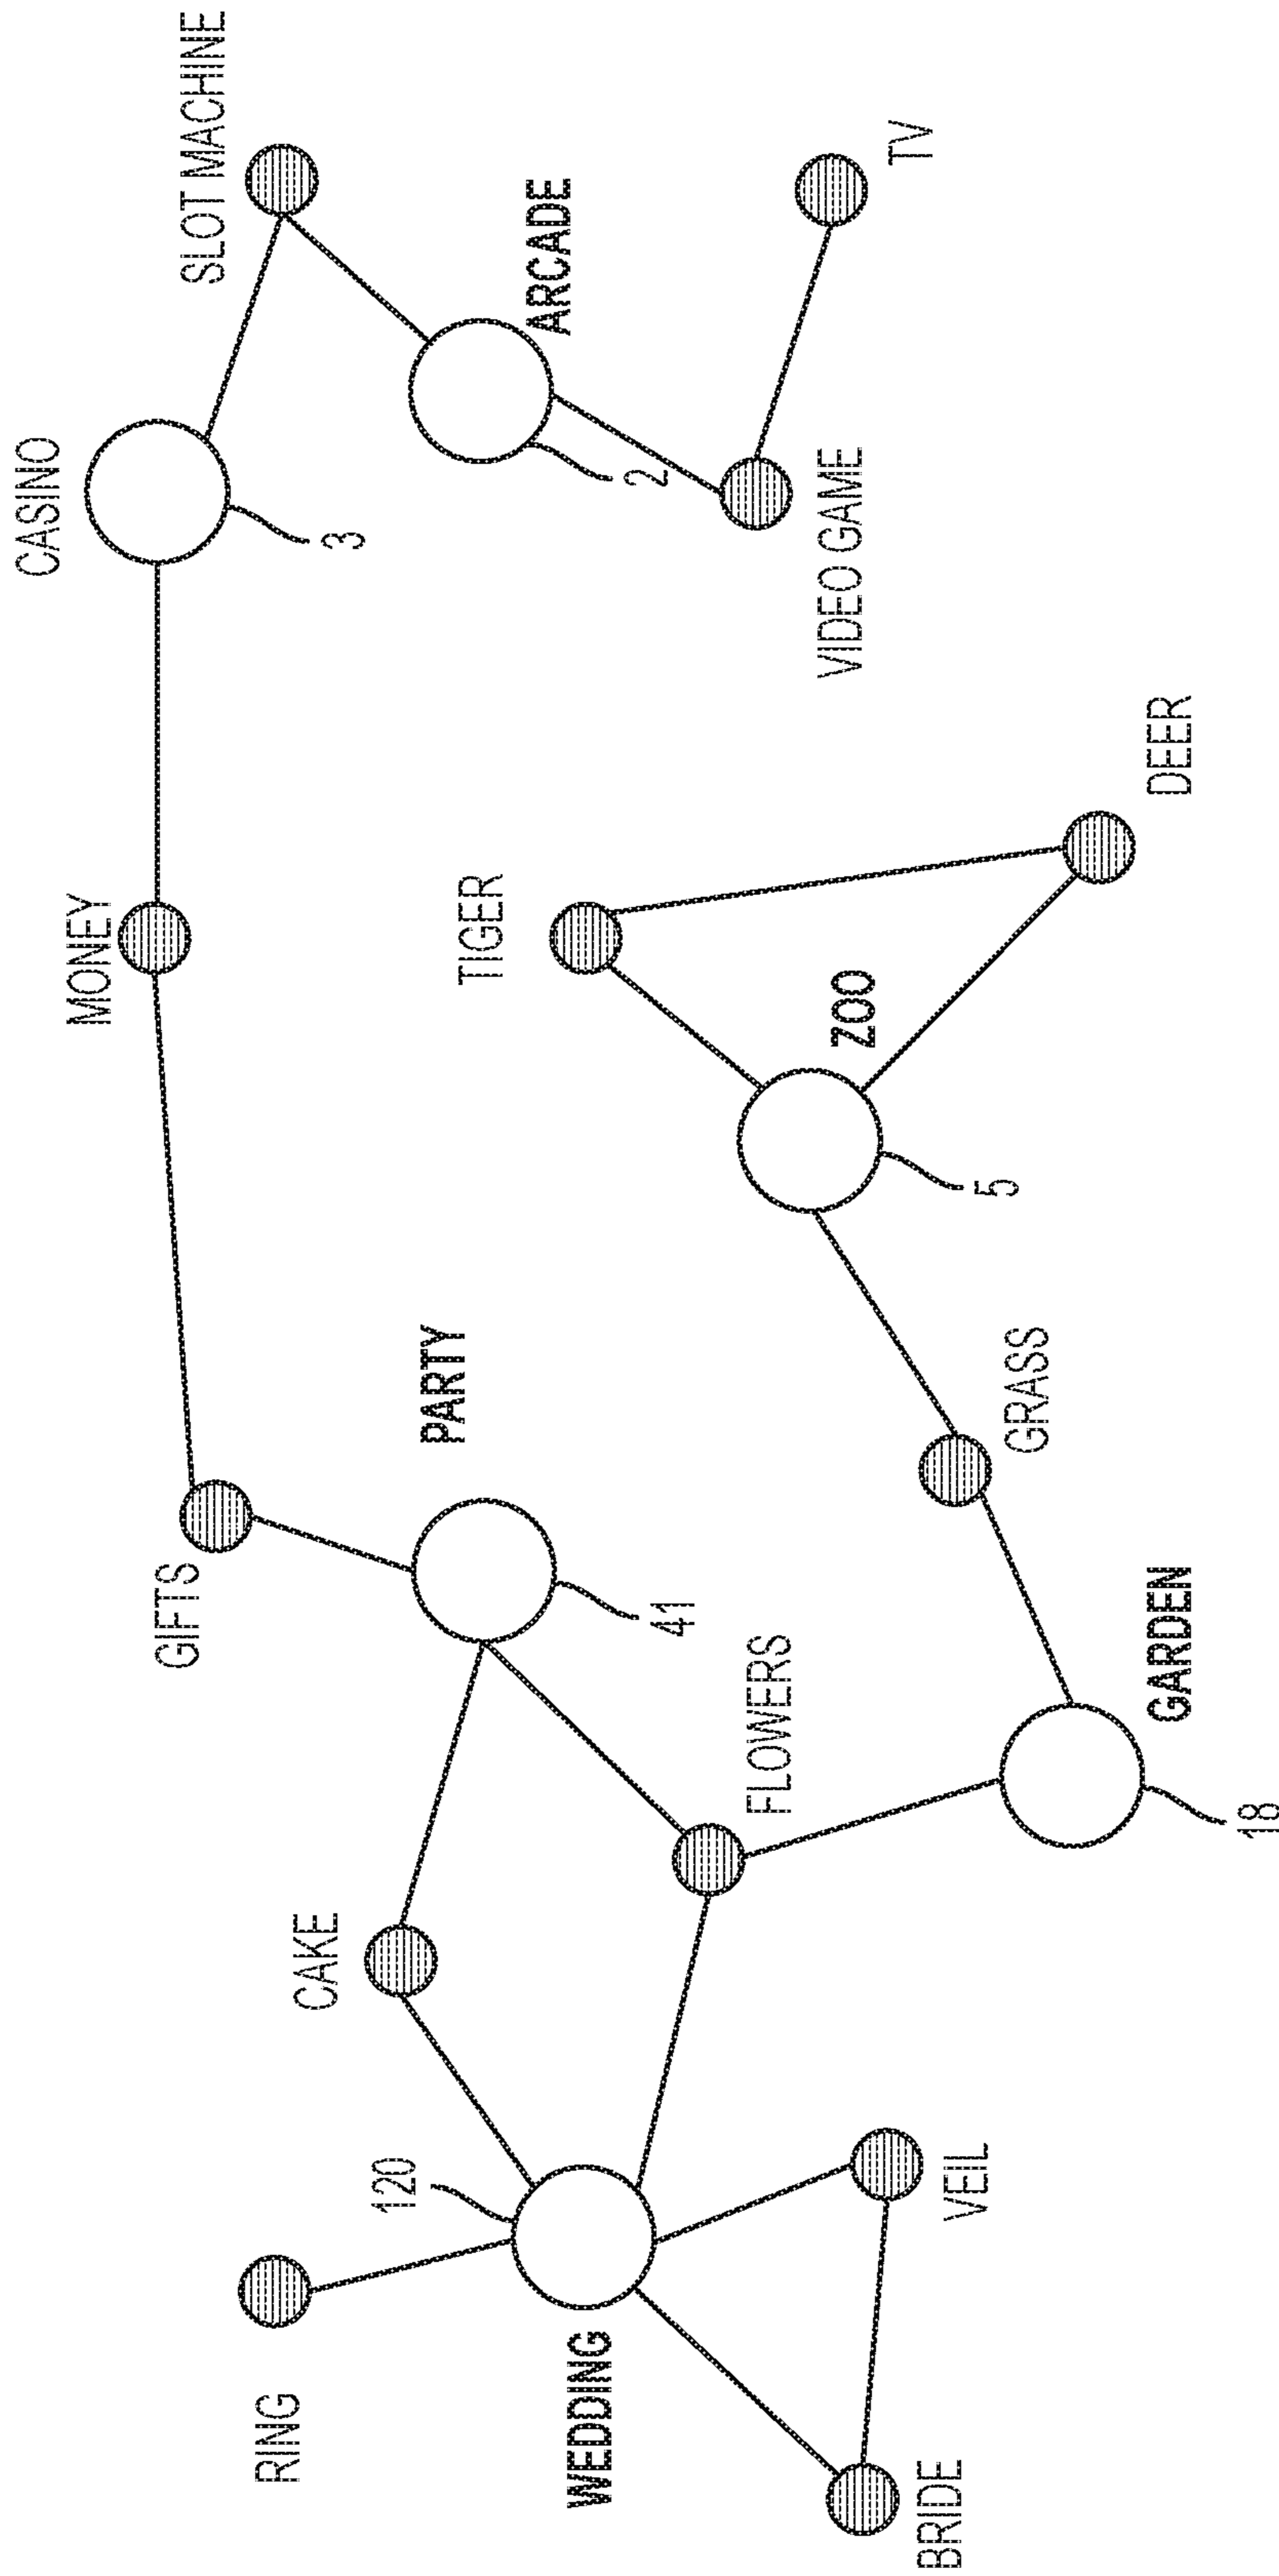 RING
120
WEDDING
BRIDE
VEIL
CAKE
FLOWERS
GIFTS
PARTY
41
GARDEN
18
GRASS
MONEY
TIGER
ZOO
5
DEER
CASINO
3
SLOT MACHINE
ARCADE
2
VIDEO GAME
TV